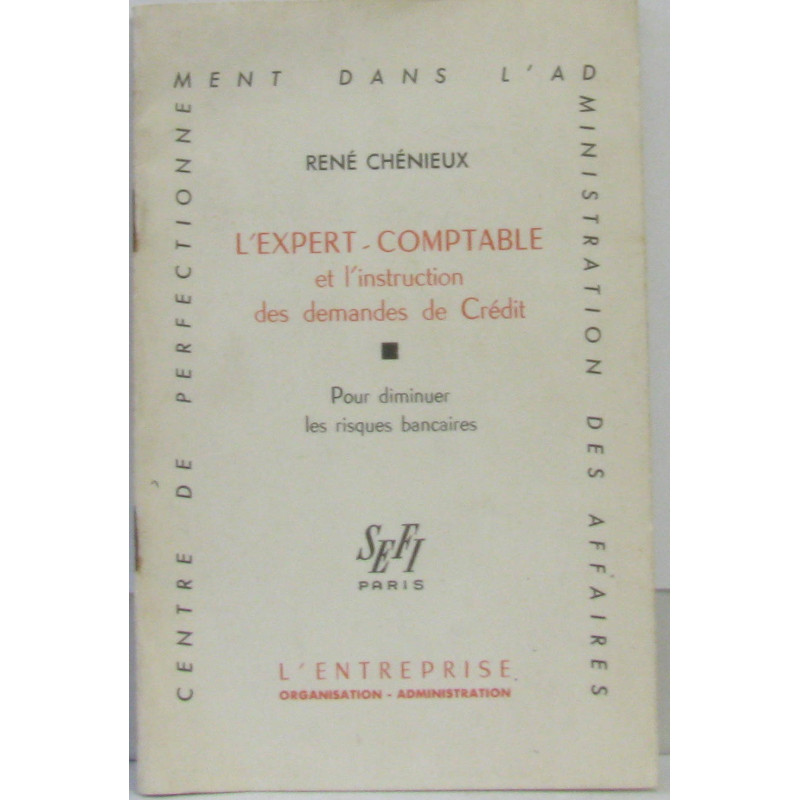 CENTRE DE PERFECTIONNEMENT DANS L'ADMINISTRATION DES AFFAIRES
RENÉ CHÉNIEUX
L'EXPERT-COMPTABLE
et l'instruction
des demandes de Crédit
Pour diminuer
les risques bancaires
SEFI
PARIS
L'ENTREPRISE
ORGANISATION - ADMINISTRATION